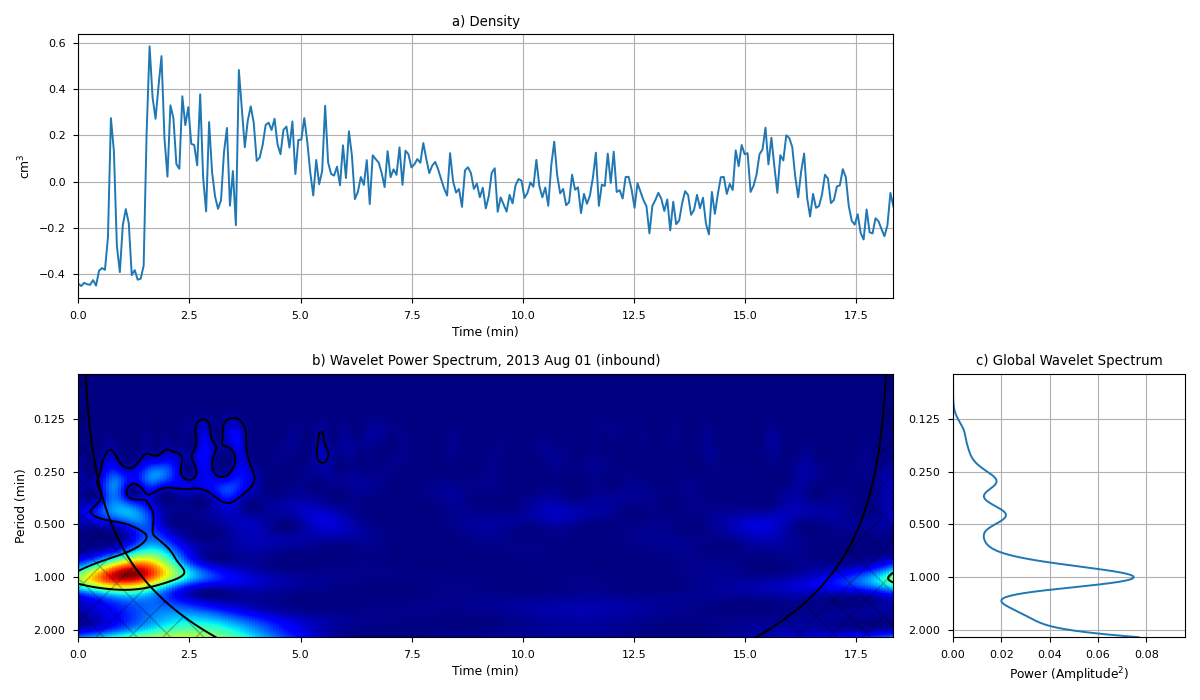 a) Density
0.6
0.4
0.2
0.0
−0.2
−0.4
cm³
0.0 2.5 5.0 7.5 10.0 12.5 15.0 17.5
Time (min)
b) Wavelet Power Spectrum, 2013 Aug 01 (inbound)
0.125
0.250
0.500
1.000
2.000
Period (min)
0.0 2.5 5.0 7.5 10.0 12.5 15.0 17.5
Time (min)
c) Global Wavelet Spectrum
0.125
0.250
0.500
1.000
2.000
0.00 0.02 0.04 0.06 0.08
Power (Amplitude²)